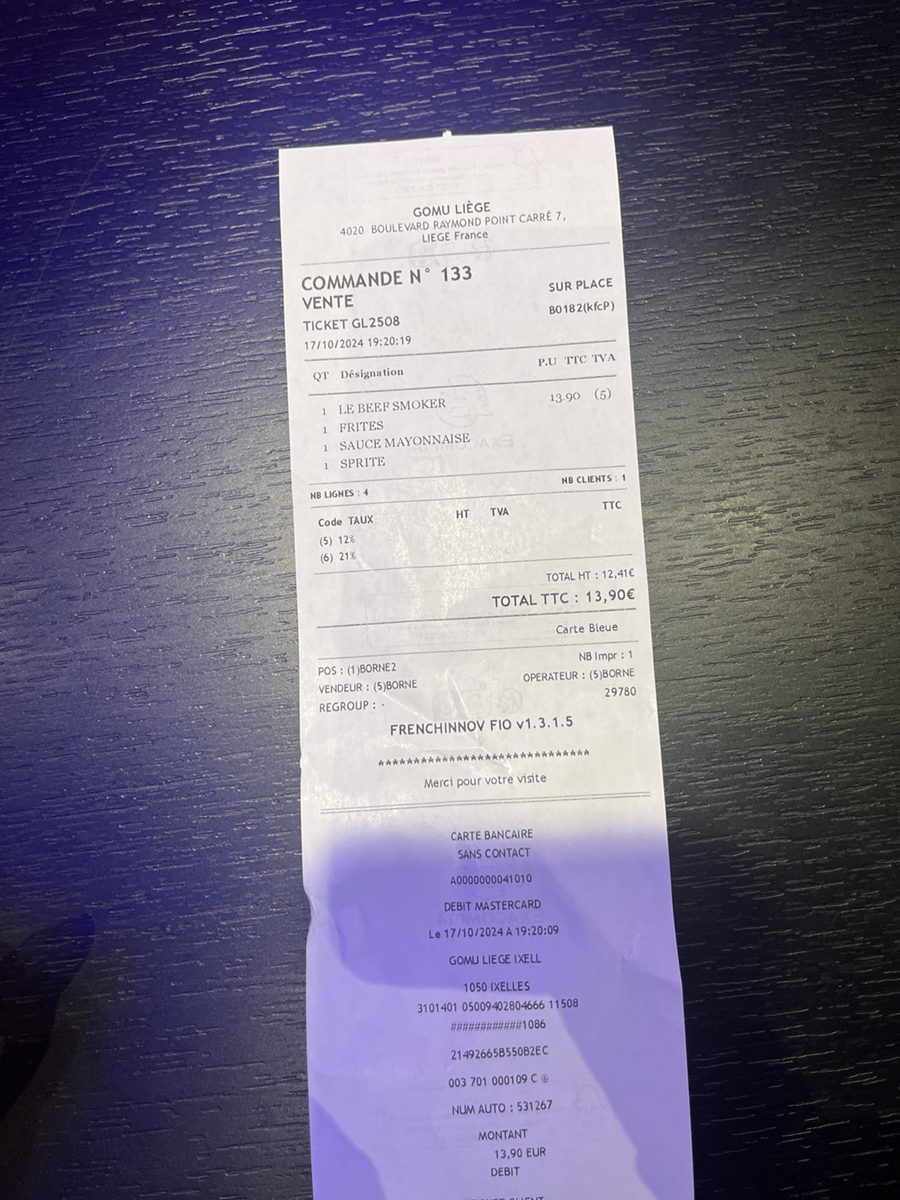 GOMU LIÈGE
4020 BOULEVARD RAYMOND POINT CARRÉ 7,
LIEGE France
COMMANDE N° 133
VENTE SUR PLACE
TICKET GL2508 B0182(kfcP)
17/10/2024 19:20:19
QT Désignation P.U TTC TVA
1 LE BEEF SMOKER 13.90 (5)
1 FRITES
1 SAUCE MAYONNAISE
1 SPRITE
NB LIGNES : 4 NB CLIENTS : 1
Code TAUX HT TVA TTC
(5) 12%
(6) 21%
TOTAL HT : 12,41€
TOTAL TTC : 13,90€
Carte Bleue
POS : (1)BORNE2 NB Impr : 1
VENDEUR : (5)BORNE OPERATEUR : (5)BORNE
REGROUP : - 29780
FRENCHINNOV FIO v1.3.1.5
******************************
Merci pour votre visite
CARTE BANCAIRE
SANS CONTACT
A0000000041010
DEBIT MASTERCARD
Le 17/10/2024 A 19:20:09
GOMU LIEGE IXELL
1050 IXELLES
3101401 05009402804666 11508
############1086
21492665B550B2EC
003 701 000109 C @
NUM AUTO : 531267
MONTANT
13,90 EUR
DEBIT